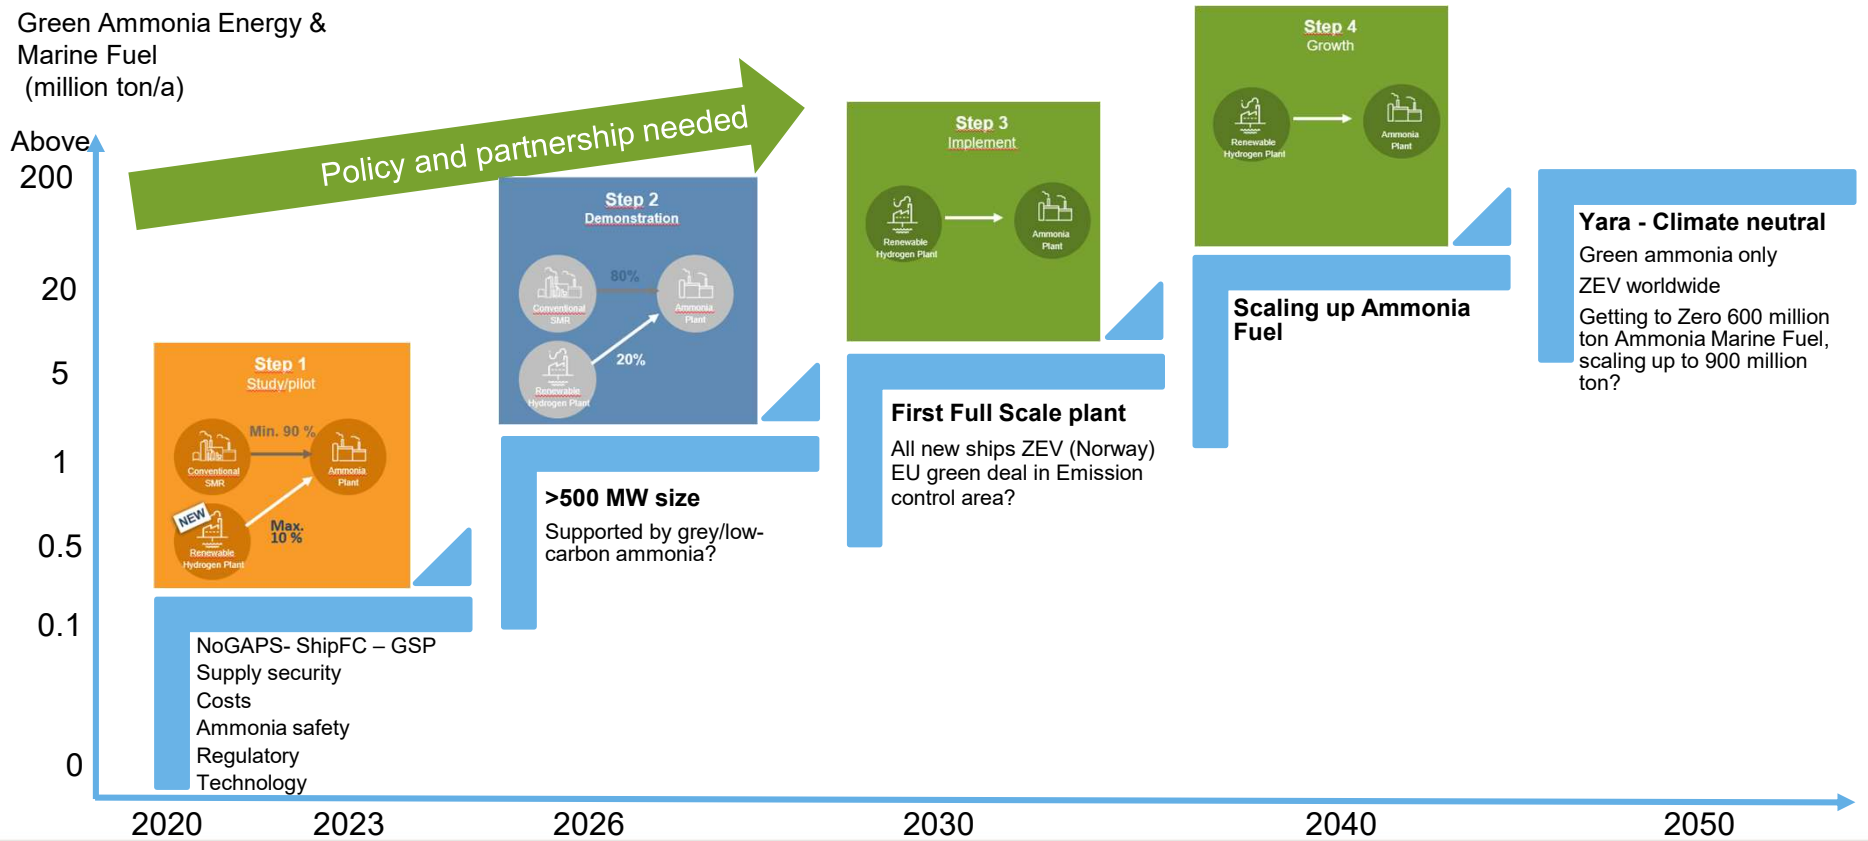 Green Ammonia Energy &
Marine Fuel
(million ton/a)
Above
200
20
5
1
0.5
0.1
0
Policy and partnership needed
Step 1
Study/pilot
Min. 90 %
Conventional
SMR
Ammonia
Plant
NEW
Max.
10 %
Renewable
Hydrogen Plant
NoGAPS- ShipFC – GSP
Supply security
Costs
Ammonia safety
Regulatory
Technology
Step 2
Demonstration
80%
Conventional
SMR
Ammonia
Plant
20%
Renewable
Hydrogen Plant
>500 MW size
Supported by grey/low-
carbon ammonia?
Step 3
Implement
Renewable
Hydrogen Plant
Ammonia
Plant
First Full Scale plant
All new ships ZEV (Norway)
EU green deal in Emission
control area?
Step 4
Growth
Renewable
Hydrogen Plant
Ammonia
Plant
Scaling up Ammonia
Fuel
Yara - Climate neutral
Green ammonia only
ZEV worldwide
Getting to Zero 600 million
ton Ammonia Marine Fuel,
scaling up to 900 million
ton?
2020
2023
2026
2030
2040
2050